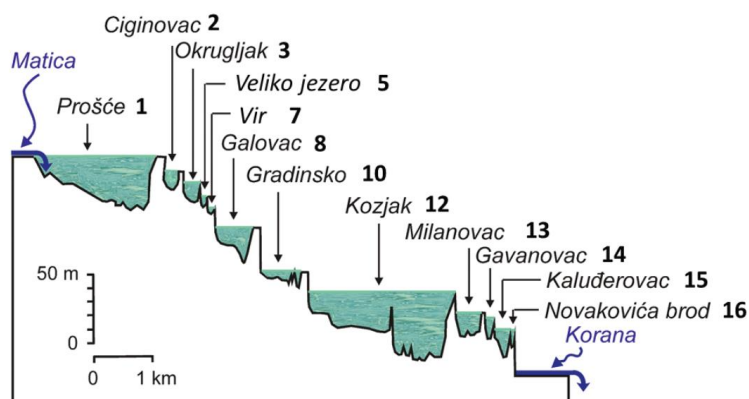 Ciginovac 2
Okrugljak 3
Matica
Veliko jezero 5
Prošće 1
Vir 7
Galovac 8
Gradinsko 10
Kozjak 12
Milanovac 13
Gavanovac 14
50 m
Kaluđerovac 15
Novakovića brod 16
Korana
0
0 1 km